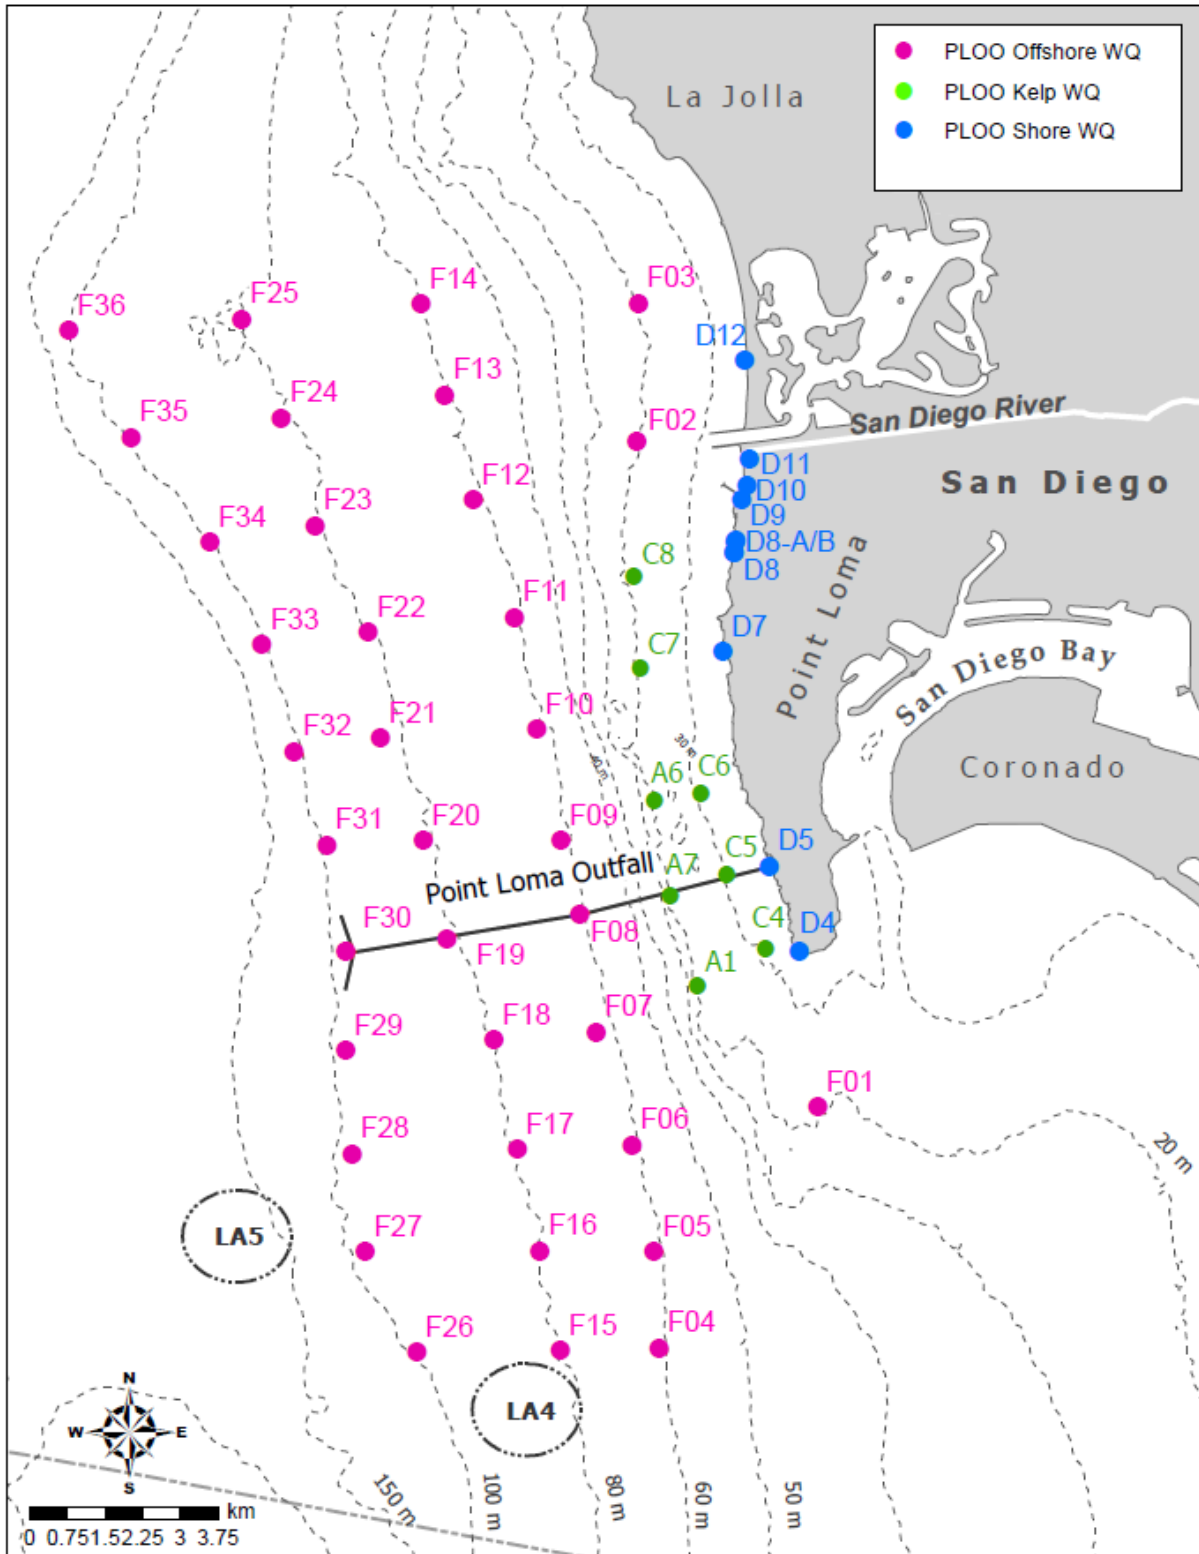 PLOO Offshore WQ
PLOO Kelp WQ
PLOO Shore WQ
La Jolla
F36
F25
F14
F03
D12
F13
F24
F35
F02
San Diego River
D11
San Diego
F12
D10
D9
F23
F34
D8-A/B
C8
D8
Point Loma
F11
F22
F33
C7
D7
San Diego Bay
F10
F21
F32
30 m
40 m
A6
C6
Coronado
F31
F20
F09
D5
C5
A7
Point Loma Outfall
F30
F08
F19
C4
D4
A1
F29
F18
F07
F01
F28
F17
F06
20 m
LA5
F27
F16
F05
F26
F15
F04
LA4
N
W
E
S
150 m
100 m
80 m
60 m
50 m
km
0 0.75 1.5 2.25 3 3.75